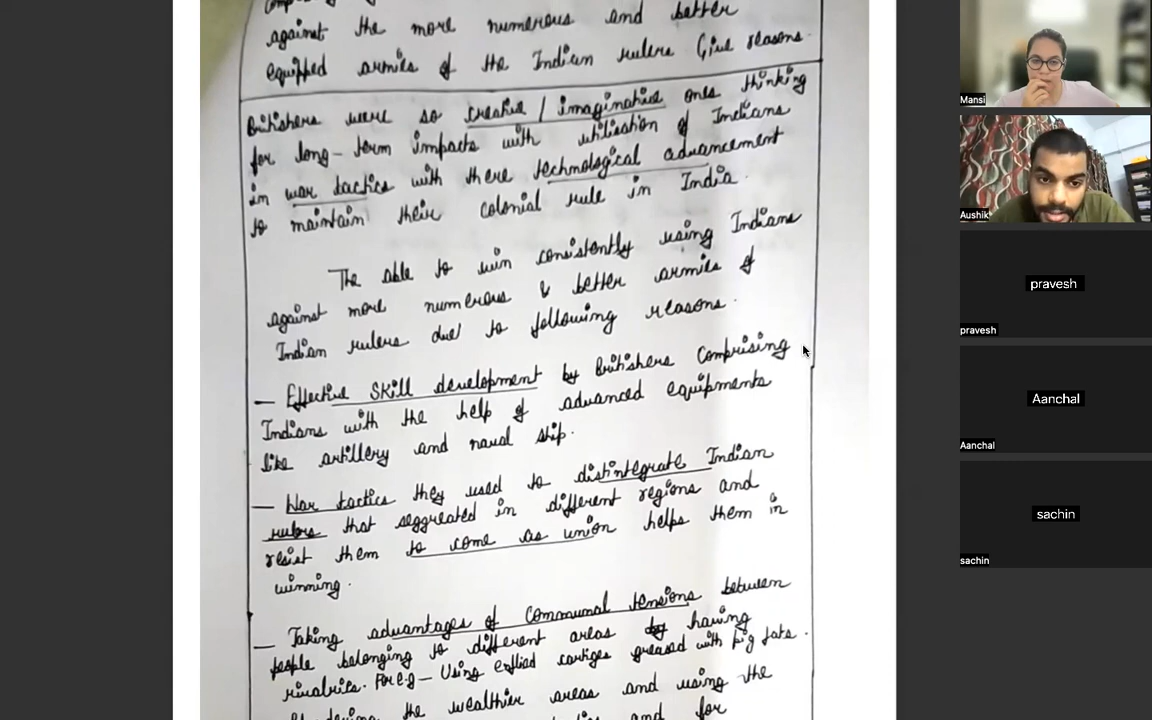 against the more numerous and better
equipped armies of the Indian rulers Give reasons.
Britishers were so creative / imaginative ones thinking
for long-term impacts with utilisation of Indians
in war tactics with there technological advancement
to maintain their colonial rule in India.
The able to win consistently using Indians
against more numerous & better armies of
Indian rulers due to following reasons.
— Effective skill development by Britishers comprising
Indians with the help of advanced equipments
like artillery and naval ship.
— War tactics they used to distintegrate Indian
rulers that seggreated in different regions and
resist them to come as union helps them in
winning.
— Taking advantages of communal tensions between
people belonging to different areas by having
rivalries. For e.g — Using enfiled cartiges greased with pig fats.
the wealthier areas and using the
and for
Mansi
Aushik
pravesh
pravesh
Aanchal
Aanchal
sachin
sachin